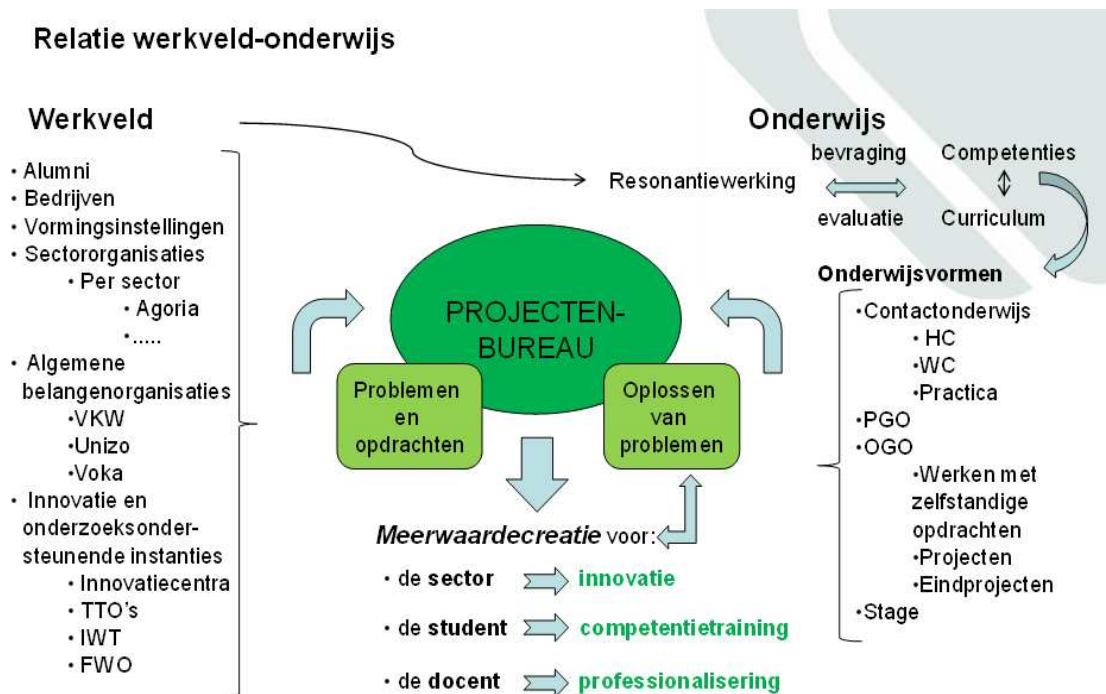 Relatie werkveld-onderwijs
Werkveld
• Alumni
• Bedrijven
• Vormingsinstellingen
• Sectororganisaties
• Per sector
• Agoria
• .....
• Algemene
belangenorganisaties
•VKW
•Unizo
•Voka
• Innovatie en
onderzoeksonder-
steunende instanties
• Innovatiecentra
• TTO's
• IWT
• FWO
Resonantiewerking
PROJECTEN-
BUREAU
Problemen
en
opdrachten
Oplossen
van
problemen
Meerwaardecreatie voor:
• de sector innovatie
• de student competentietraining
• de docent professionalisering
Onderwijs
bevraging Competenties
evaluatie Curriculum
Onderwijsvormen
•Contactonderwijs
• HC
•WC
•Practica
•PGO
•OGO
•Werken met
zelfstandige
opdrachten
•Projecten
•Eindprojecten
•Stage